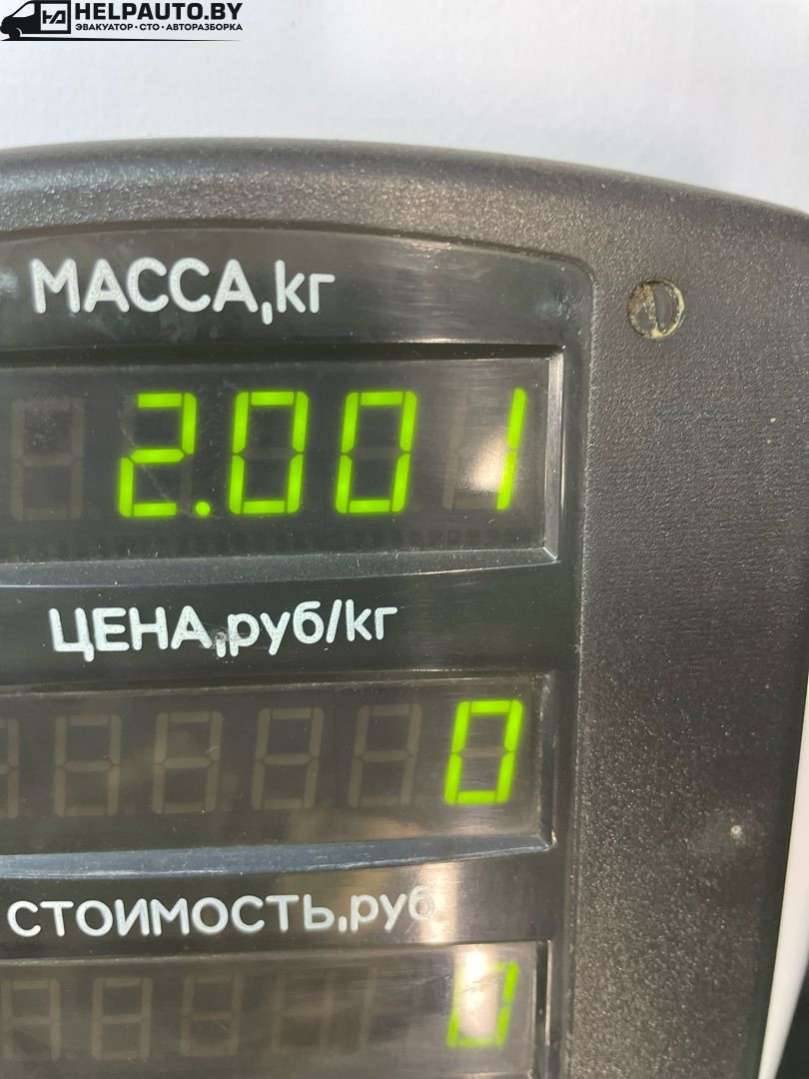 HELPAUTO.BY
ЭВАКУАТОР • СТО • АВТОРАЗБОРКА
МАССА,кг
2.001
ЦЕНА,руб/кг
0
СТОИМОСТЬ,руб
0